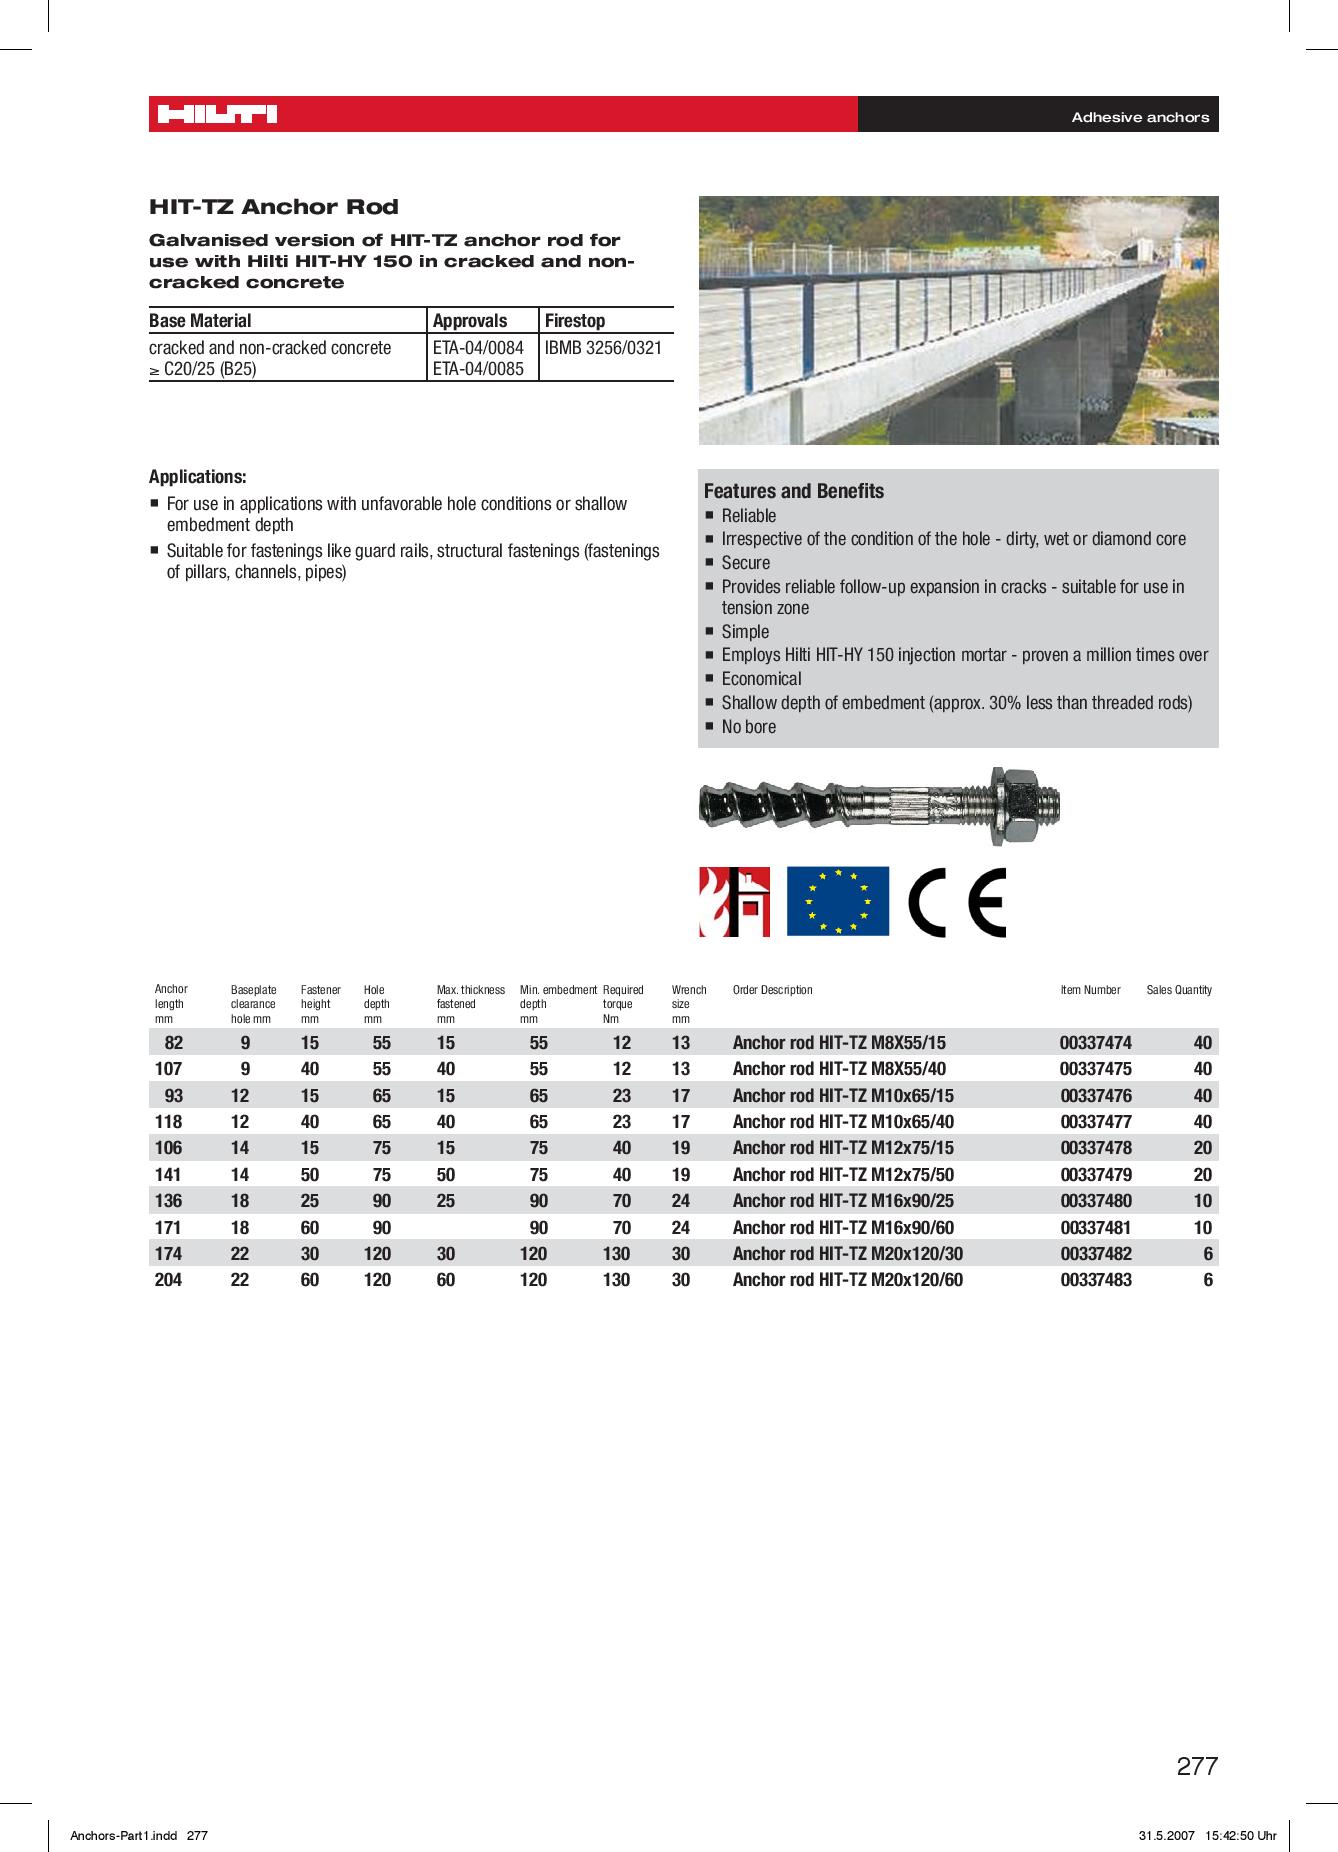 HILTI
Adhesive anchors
HIT-TZ Anchor Rod
Galvanised version of HIT-TZ anchor rod for
use with Hilti HIT-HY 150 in cracked and non-
cracked concrete
Base Material Approvals Firestop
cracked and non-cracked concrete ETA-04/0084 IBMB 3256/0321
≥ C20/25 (B25) ETA-04/0085
Applications:
■ For use in applications with unfavorable hole conditions or shallow
embedment depth
■ Suitable for fastenings like guard rails, structural fastenings (fastenings
of pillars, channels, pipes)
Features and Benefits
■ Reliable
■ Irrespective of the condition of the hole - dirty, wet or diamond core
■ Secure
■ Provides reliable follow-up expansion in cracks - suitable for use in
tension zone
■ Simple
■ Employs Hilti HIT-HY 150 injection mortar - proven a million times over
■ Economical
■ Shallow depth of embedment (approx. 30% less than threaded rods)
■ No bore
CE
Anchor Baseplate Fastener Hole Max. thickness Min. embedment Required Wrench Order Description Item Number Sales Quantity
length clearance height depth fastened depth torque size
mm hole mm mm mm mm mm Nm mm
82 9 15 55 15 55 12 13 Anchor rod HIT-TZ M8X55/15 00337474 40
107 9 40 55 40 55 12 13 Anchor rod HIT-TZ M8X55/40 00337475 40
93 12 15 65 15 65 23 17 Anchor rod HIT-TZ M10x65/15 00337476 40
118 12 40 65 40 65 23 17 Anchor rod HIT-TZ M10x65/40 00337477 40
106 14 15 75 15 75 40 19 Anchor rod HIT-TZ M12x75/15 00337478 20
141 14 50 75 50 75 40 19 Anchor rod HIT-TZ M12x75/50 00337479 20
136 18 25 90 25 90 70 24 Anchor rod HIT-TZ M16x90/25 00337480 10
171 18 60 90 90 70 24 Anchor rod HIT-TZ M16x90/60 00337481 10
174 22 30 120 30 120 130 30 Anchor rod HIT-TZ M20x120/30 00337482 6
204 22 60 120 60 120 130 30 Anchor rod HIT-TZ M20x120/60 00337483 6
277
Anchors-Part1.indd 277 31.5.2007 15:42:50 Uhr